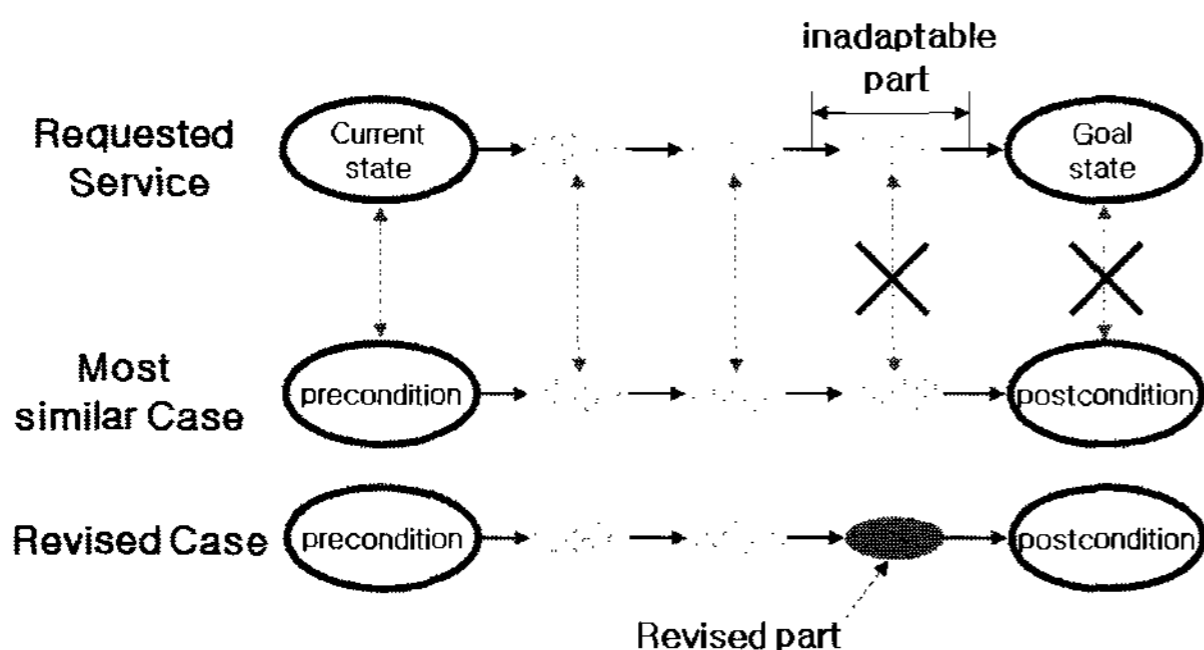 inadaptable
part
Requested
Service
Current
state
Goal
state
Most
similar Case
precondition
postcondition
Revised Case
precondition
postcondition
Revised part